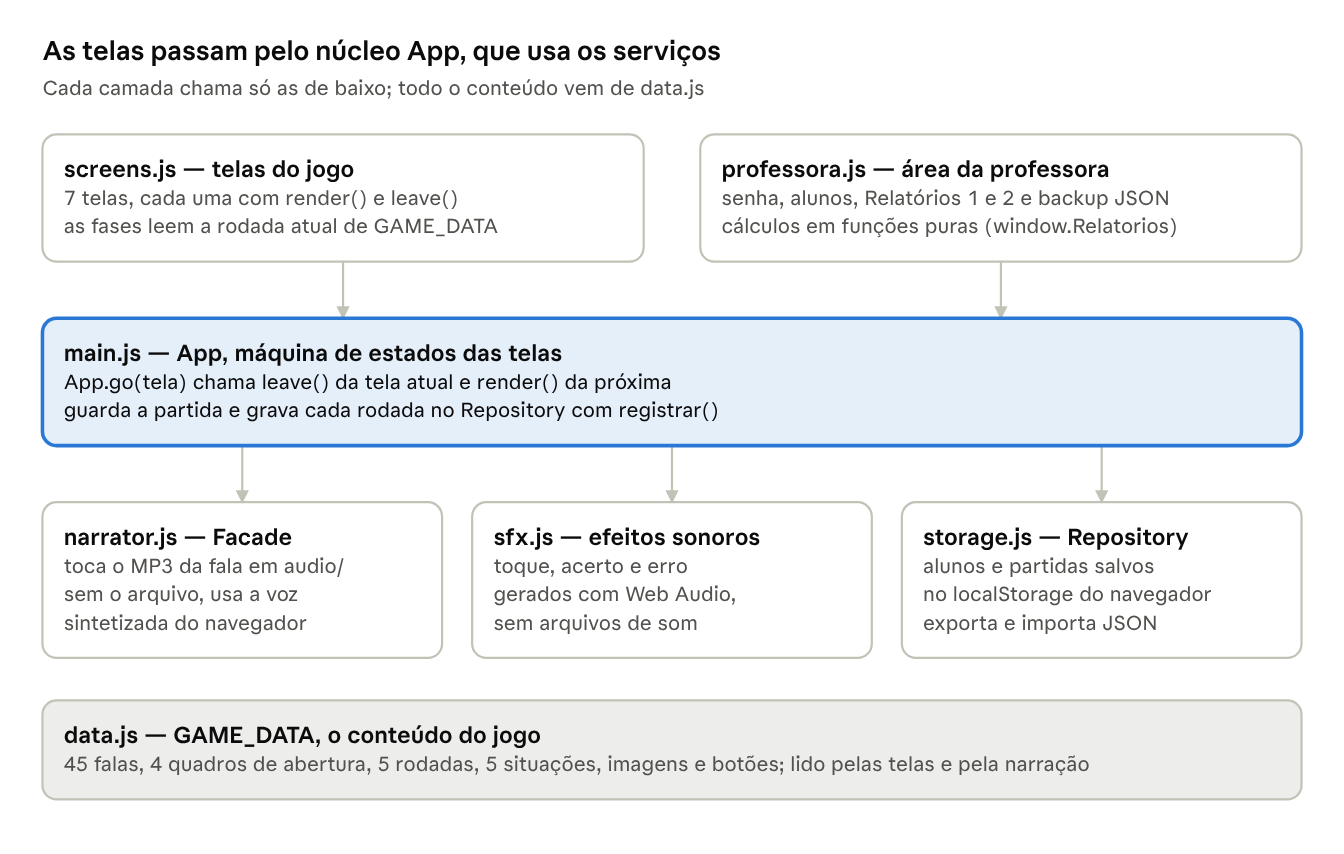 As telas passam pelo núcleo App, que usa os serviços
Cada camada chama só as de baixo; todo o conteúdo vem de data.js
screens.js — telas do jogo
7 telas, cada uma com render() e leave()
as fases leem a rodada atual de GAME_DATA
professora.js — área da professora
senha, alunos, Relatórios 1 e 2 e backup JSON
cálculos em funções puras (window.Relatorios)
main.js — App, máquina de estados das telas
App.go(tela) chama leave() da tela atual e render() da próxima
guarda a partida e grava cada rodada no Repository com registrar()
narrator.js — Facade
toca o MP3 da fala em audio/
sem o arquivo, usa a voz
sintetizada do navegador
sfx.js — efeitos sonoros
toque, acerto e erro
gerados com Web Audio,
sem arquivos de som
storage.js — Repository
alunos e partidas salvos
no localStorage do navegador
exporta e importa JSON
data.js — GAME_DATA, o conteúdo do jogo
45 falas, 4 quadros de abertura, 5 rodadas, 5 situações, imagens e botões; lido pelas telas e pela narração